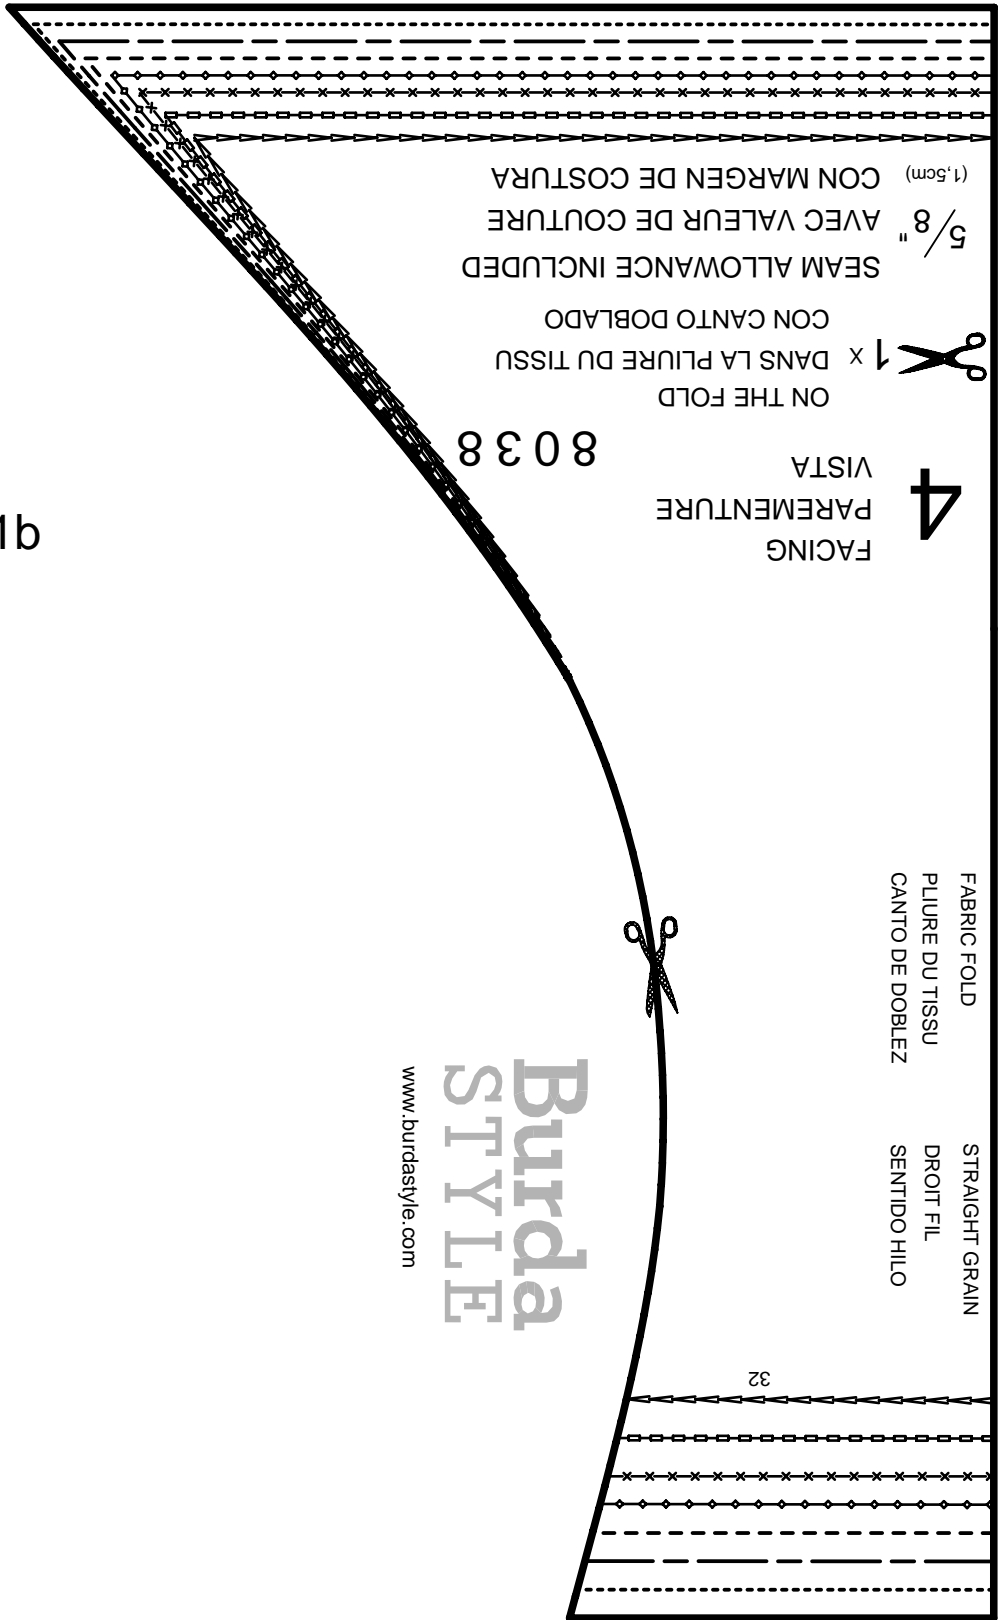 4
FACING
PAREMENTURE
VISTA
8038
1 x
ON THE FOLD
DANS LA PLIURE DU TISSU
CON CANTO DOBLADO
5/8"
(1,5cm)
SEAM ALLOWANCE INCLUDED
AVEC VALEUR DE COUTURE
CON MARGEN DE COSTURA
FABRIC FOLD
PLIURE DU TISSU
CANTO DE DOBLEZ
STRAIGHT GRAIN
DROIT FIL
SENTIDO HILO
Burda
STYLE
www.burdastyle.com
32